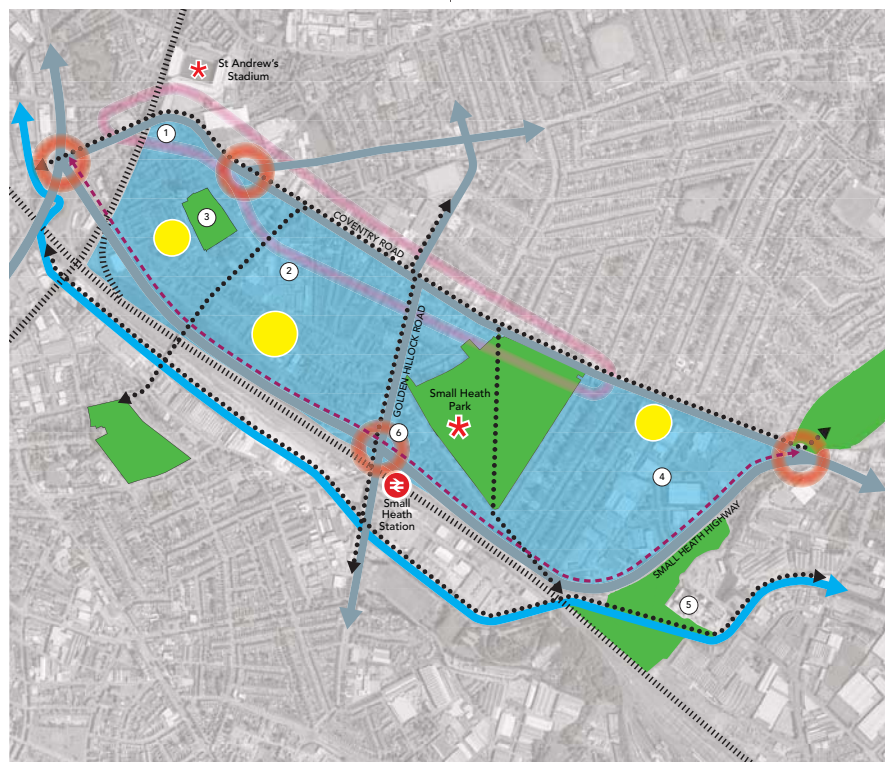 St Andrew's
Stadium
1
3
COVENTRY ROAD
2
GOLDEN HILLOCK ROAD
Small Heath
Park
6
4
Small
Heath
Station
SMALL HEATH HIGHWAY
5